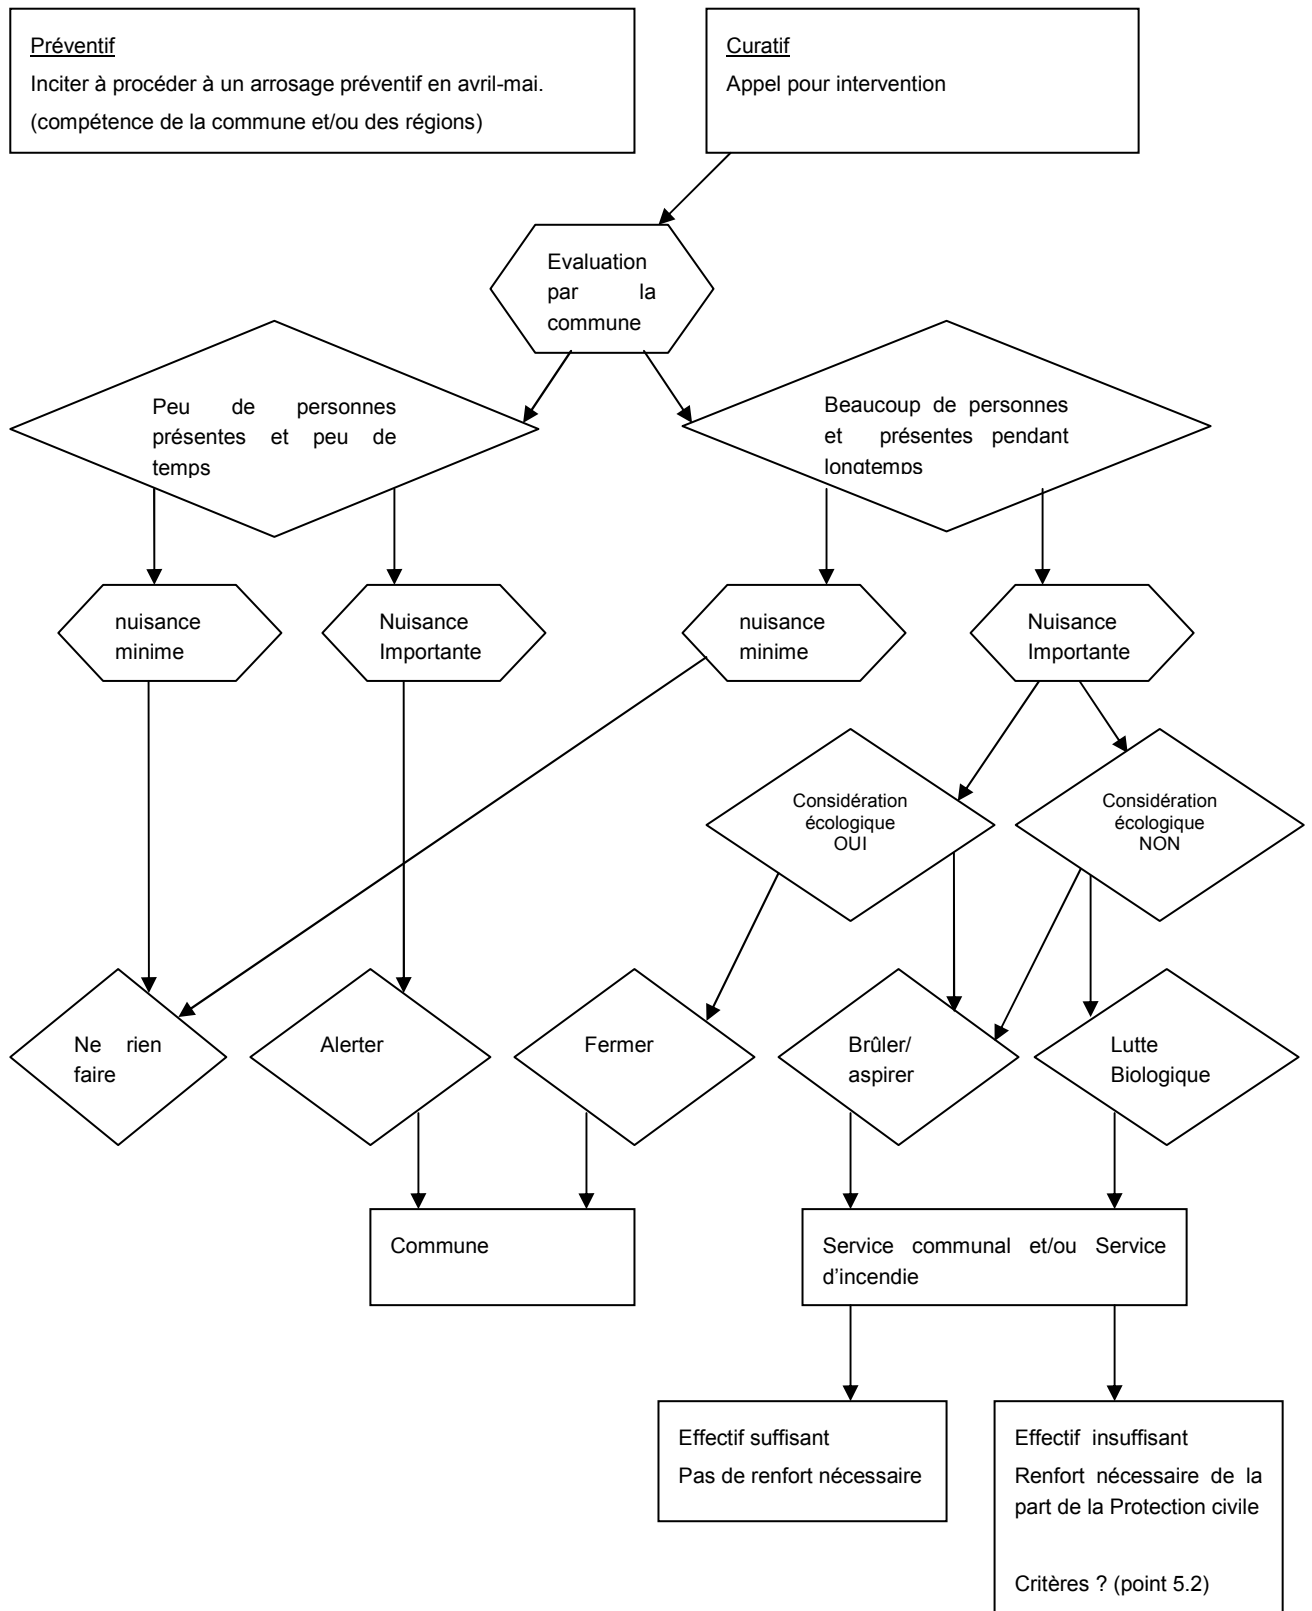 Préventif
Inciter à procéder à un arrosage préventif en avril-mai.
(compétence de la commune et/ou des régions)
Curatif
Appel pour intervention
Evaluation
par la
commune
Peu de personnes
présentes et peu de
temps
Beaucoup de personnes
et présentes pendant
longtemps
nuisance
minime
Nuisance
Importante
nuisance
minime
Nuisance
Importante
Considération
écologique
OUI
Considération
écologique
NON
Ne rien
faire
Alerter
Fermer
Brûler/
aspirer
Lutte
Biologique
Commune
Service communal et/ou Service
d'incendie
Effectif suffisant
Pas de renfort nécessaire
Effectif insuffisant
Renfort nécessaire de la
part de la Protection civile
Critères ? (point 5.2)